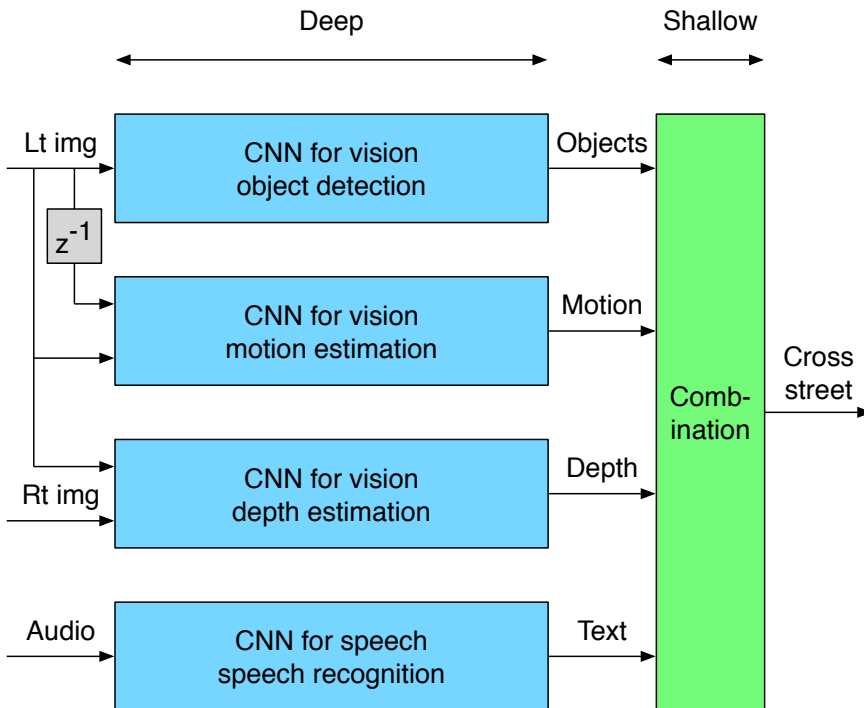 Deep
Shallow
Lt img
CNN for vision
object detection
Objects
z-1
CNN for vision
motion estimation
Motion
Cross
street
Comb-
ination
CNN for vision
depth estimation
Depth
Rt img
Audio
CNN for speech
speech recognition
Text